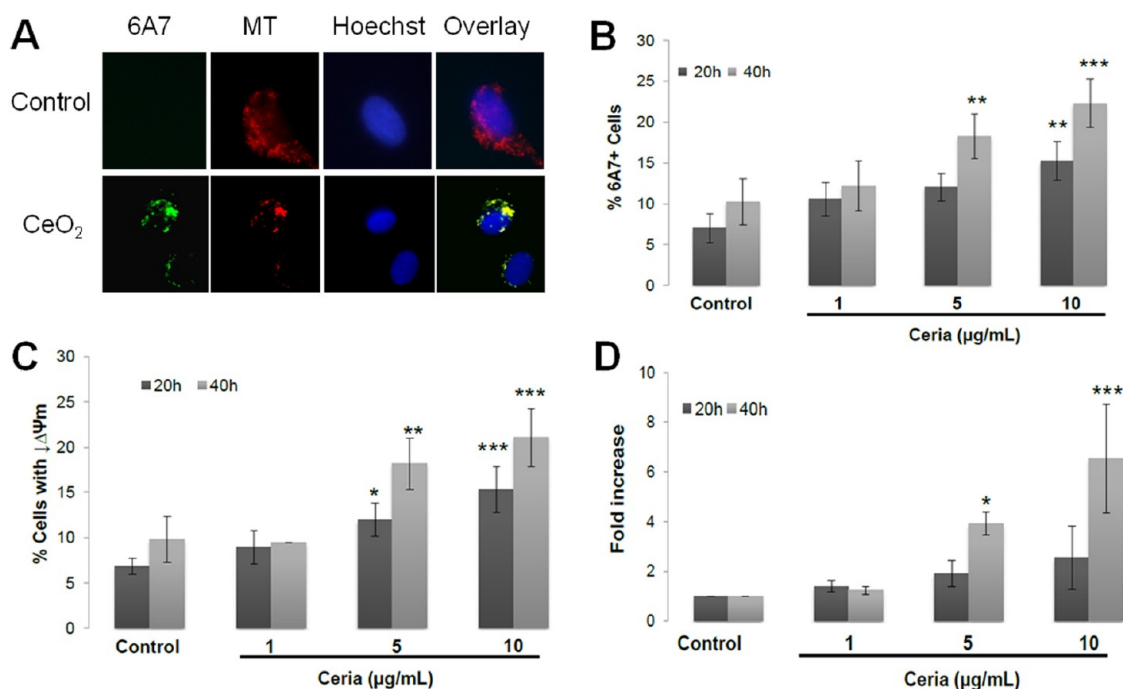 A
6A7 MT Hoechst Overlay
Control
CeO₂
B
% 6A7+ Cells
30
25
20
15
10
5
0
20h 40h
**
**
***
Control 1 5 10
Ceria (µg/mL)
C
% Cells with ↓ΔΨm
30
25
20
15
10
5
0
20h 40h
*
**
***
***
Control 1 5 10
Ceria (µg/mL)
D
Fold increase
10
8
6
4
2
0
20h 40h
*
***
Control 1 5 10
Ceria (µg/mL)